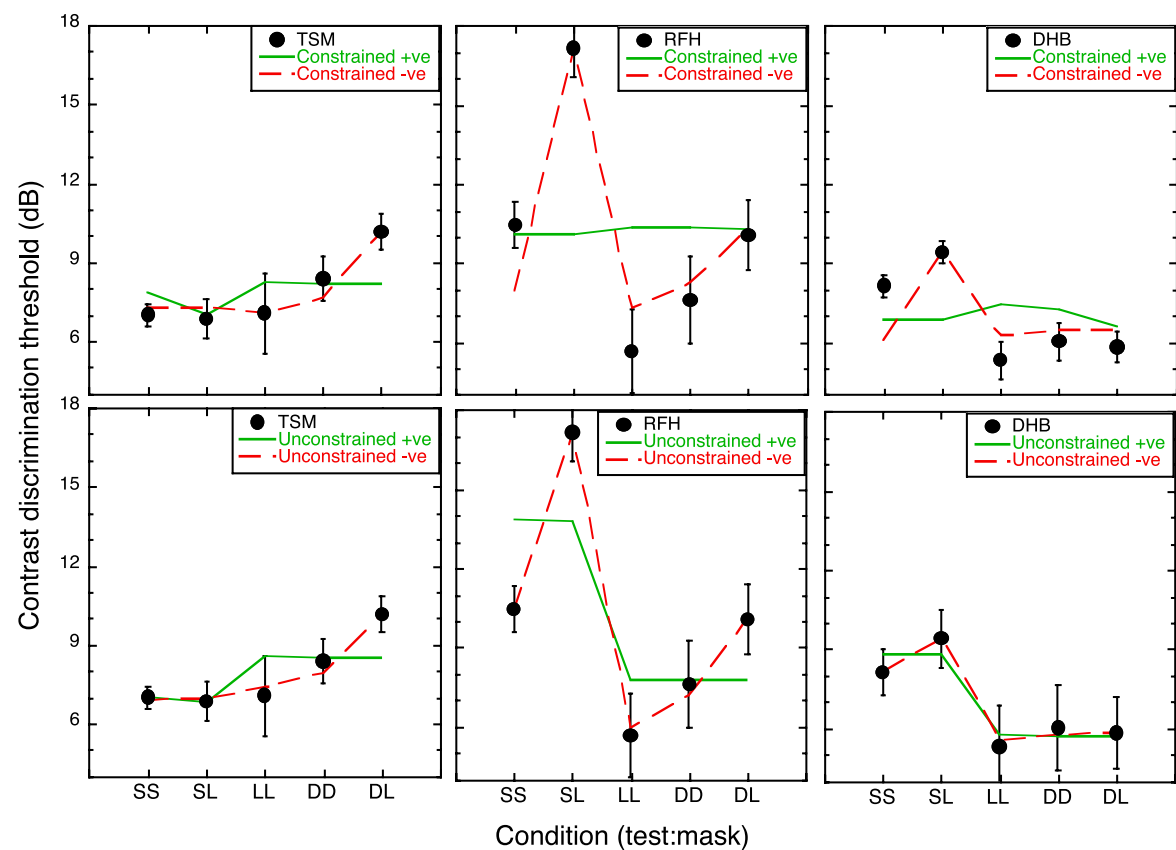 18
15
12
9
6
TSM
Constrained +ve
Constrained -ve
RFH
Constrained +ve
Constrained -ve
DHB
Constrained +ve
Constrained -ve
Contrast discrimination threshold (dB)
18
15
12
9
6
TSM
Unconstrained +ve
Unconstrained -ve
RFH
Unconstrained +ve
Unconstrained -ve
DHB
Unconstrained +ve
Unconstrained -ve
SS SL LL DD DL
SS SL LL DD DL
SS SL LL DD DL
Condition (test:mask)